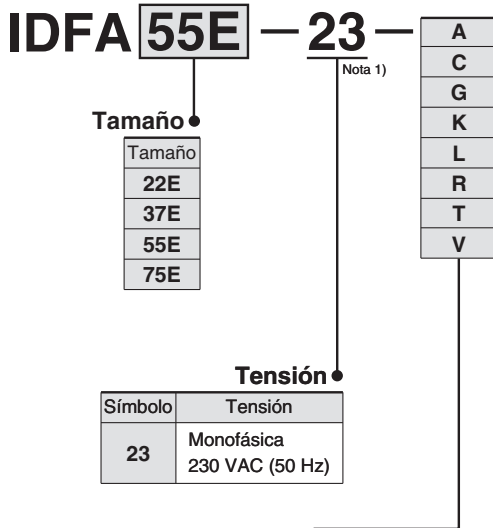 IDFA 55E — 23 —
Nota 1)
A
C
G
K
L
R
T
V
Tamaño
Tamaño
22E
37E
55E
75E
Tensión
Símbolo Tensión
23 Monofásica
230 VAC (50 Hz)